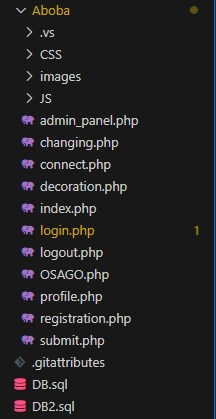 Aboba
.vs
CSS
images
JS
admin_panel.php
changing.php
connect.php
decoration.php
index.php
login.php 1
logout.php
OSAGO.php
profile.php
registration.php
submit.php
.gitattributes
DB.sql
DB2.sql